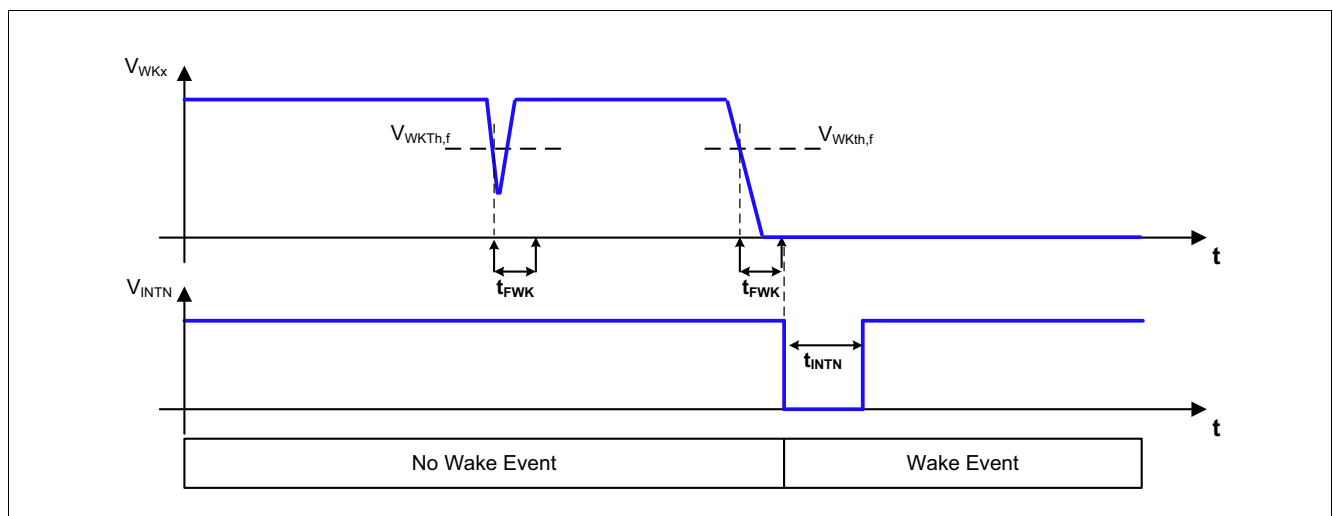 VWKx
VWKTh,f
VWKth,f
t
tFWK
tFWK
VINTN
tINTN
t
No Wake Event
Wake Event